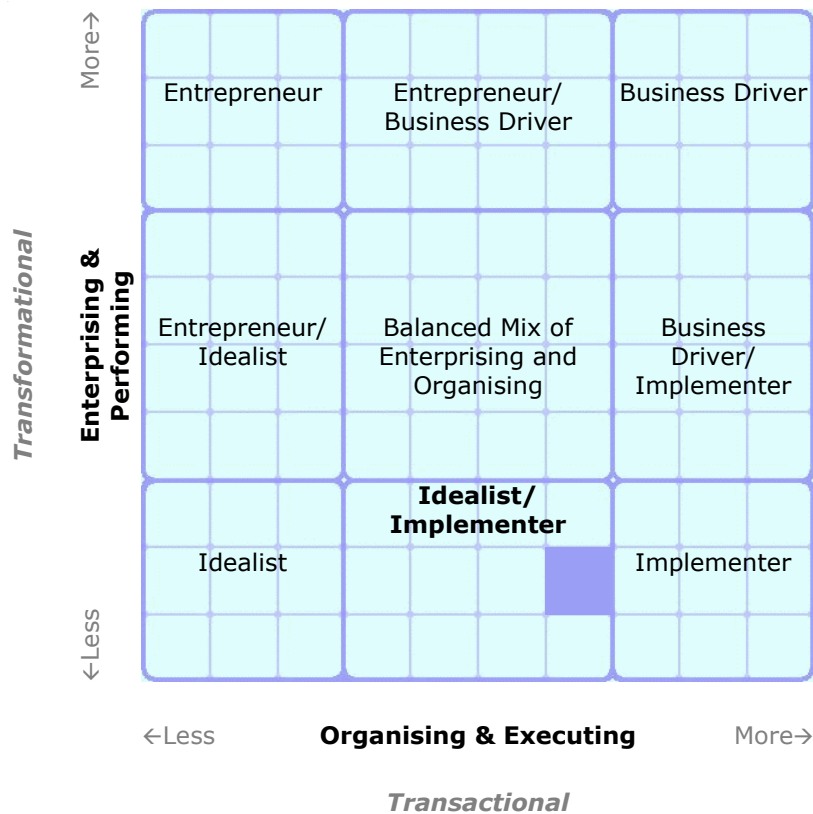 More→
Entrepreneur
Entrepreneur/
Business Driver
Business Driver
Transformational
Enterprising &
Performing
Entrepreneur/
Idealist
Balanced Mix of
Enterprising and
Organising
Business
Driver/
Implementer
Idealist/
Implementer
Idealist
Implementer
←Less
←Less
Organising & Executing
More→
Transactional